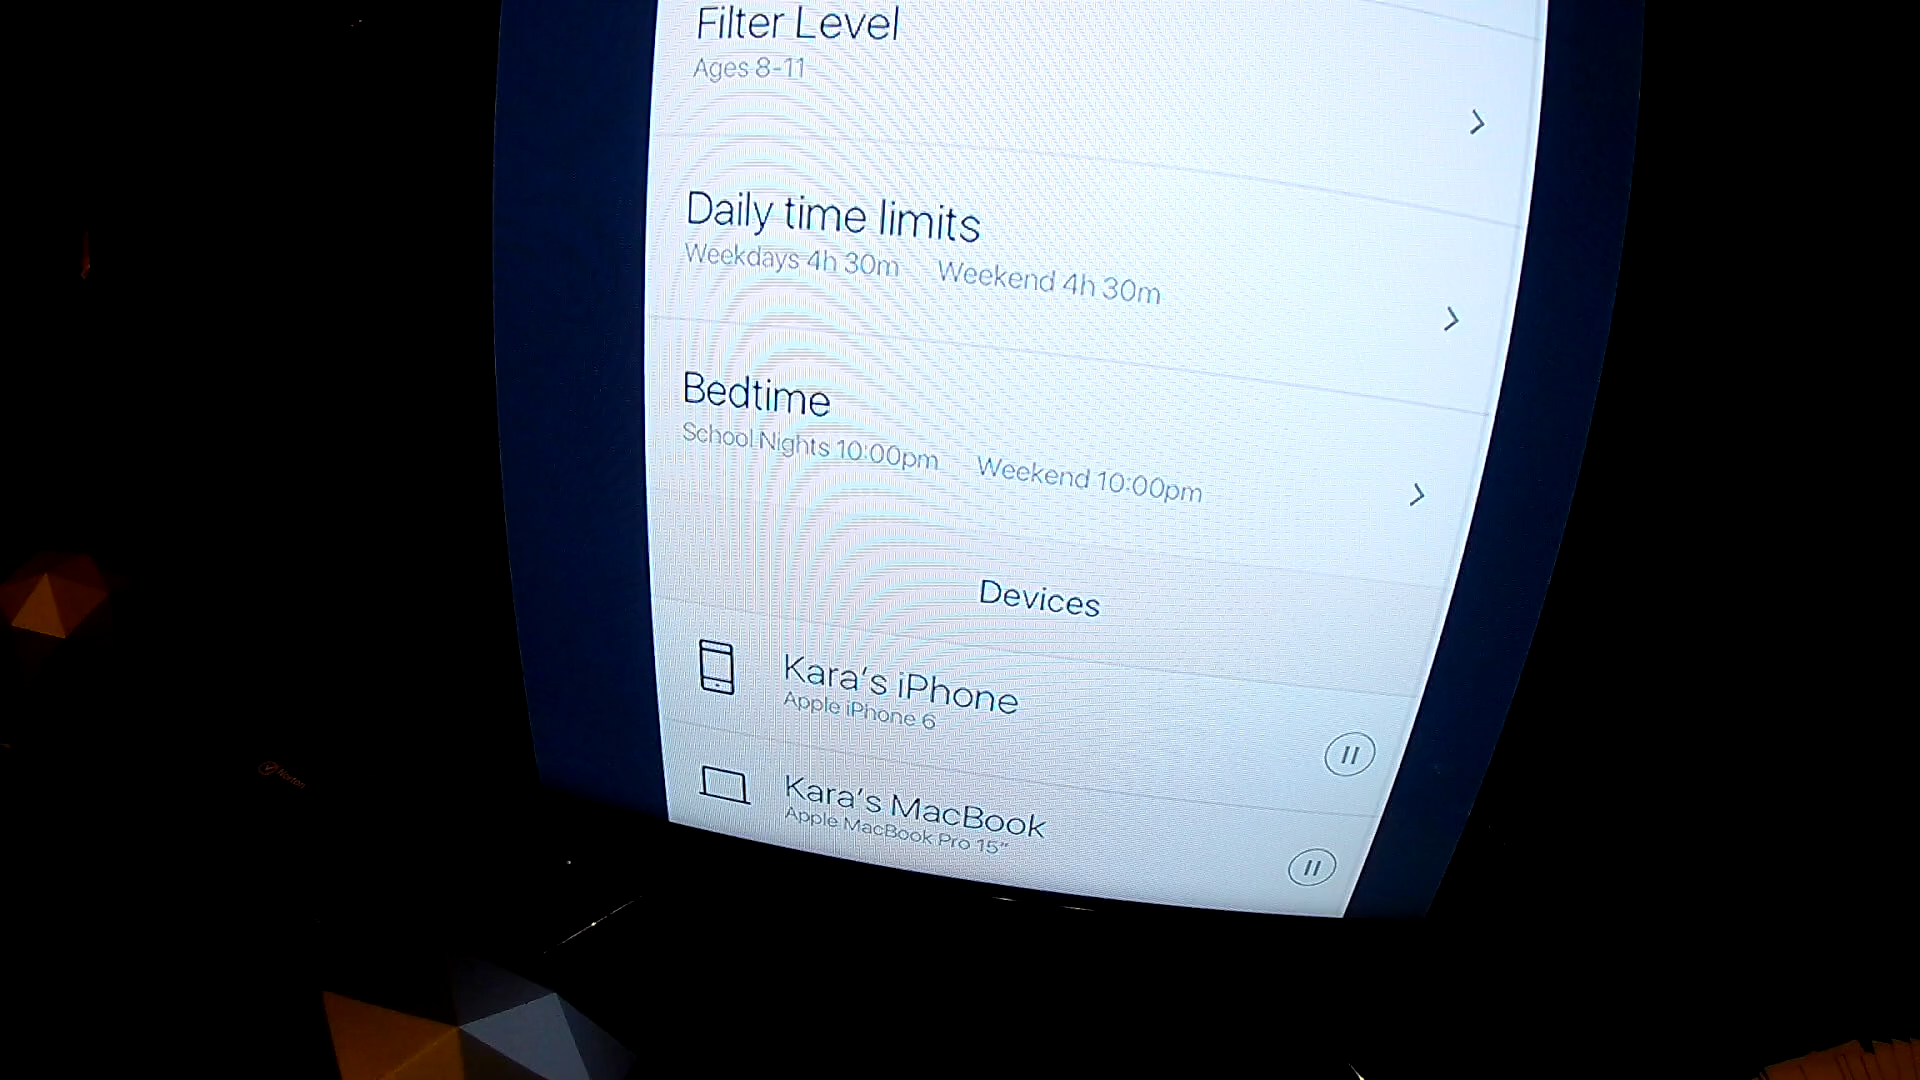 Filter Level
Ages 8-11
Daily time limits
Weekdays 4h 30m Weekend 4h 30m
Bedtime
School Nights 10:00pm Weekend 10:00pm
Devices
Kara's iPhone
Apple iPhone 6
Kara's MacBook
Apple MacBook Pro 15"
Norton